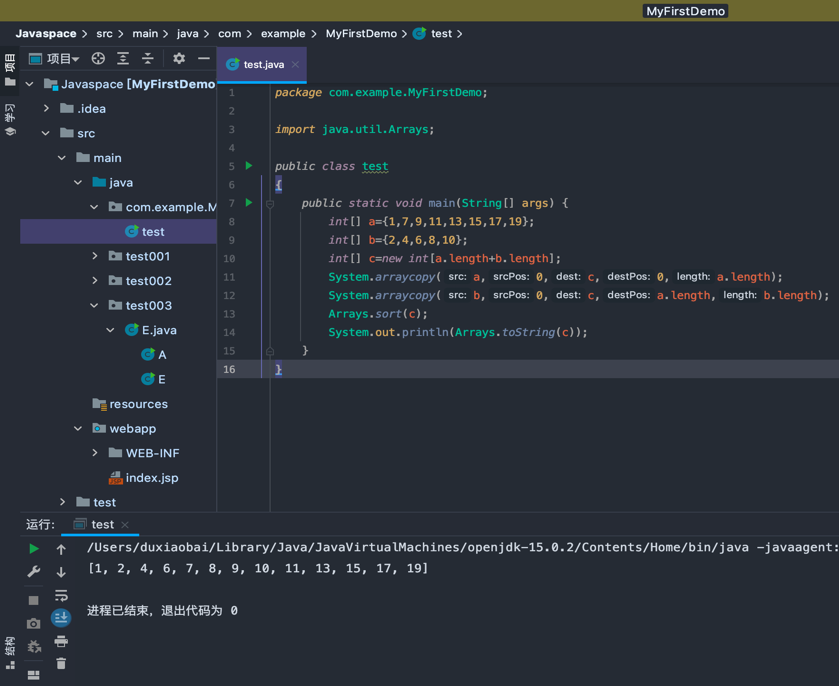 MyFirstDemo
Javaspace > src > main > java > com > example > MyFirstDemo > test >
项目
学习
结构
项目
test.java
Javaspace [MyFirstDemo
.idea
src
main
java
com.example.M
test
test001
test002
test003
E.java
A
E
resources
webapp
WEB-INF
JSP index.jsp
test
1 package com.example.MyFirstDemo;
2
3 import java.util.Arrays;
4
5 public class test
6 {
7 public static void main(String[] args) {
8 int[] a={1,7,9,11,13,15,17,19};
9 int[] b={2,4,6,8,10};
10 int[] c=new int[a.length+b.length];
11 System.arraycopy( src: a, srcPos: 0, dest: c, destPos: 0, length: a.length);
12 System.arraycopy( src: b, srcPos: 0, dest: c, destPos: a.length, length: b.length);
13 Arrays.sort(c);
14 System.out.println(Arrays.toString(c));
15 }
16 }
运行: test
/Users/duxiaobai/Library/Java/JavaVirtualMachines/openjdk-15.0.2/Contents/Home/bin/java -javaagent:
[1, 2, 4, 6, 7, 8, 9, 10, 11, 13, 15, 17, 19]
进程已结束，退出代码为 0